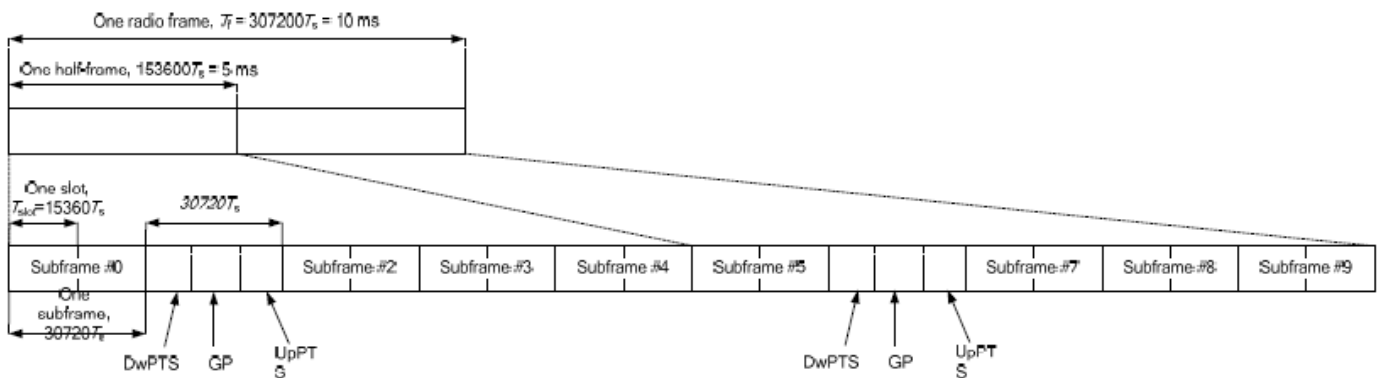 One radio frame, Tf = 307200Ts = 10 ms
One half-frame, 153600Ts = 5 ms
One slot,
Tslot=15360Ts
30720Ts
Subframe #0
Subframe #2
Subframe #3
Subframe #4
Subframe #5
Subframe #7
Subframe #8
Subframe #9
One
subframe,
30720Ts
DwPTS
GP
UpPT
S
DwPTS
GP
UpPT
S